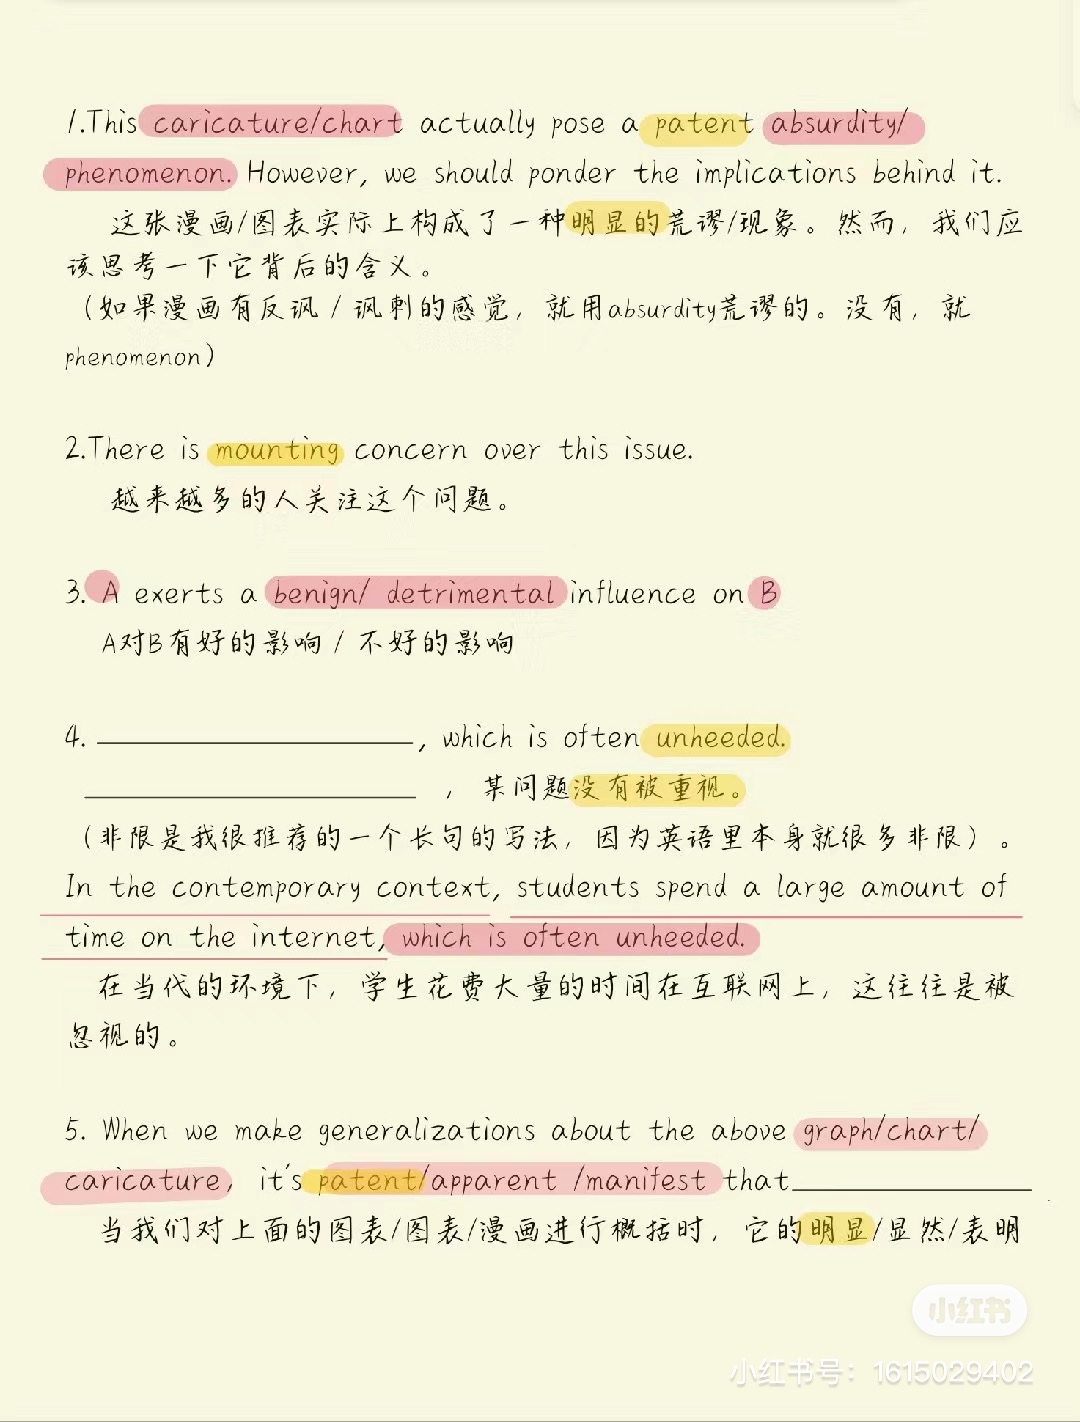 1.This caricature/chart actually pose a patent absurdity/
phenomenon. However, we should ponder the implications behind it.
这张漫画/图表实际上构成了一种明显的荒谬/现象。然而，我们应
该思考一下它背后的含义。
（如果漫画有反讽／讽刺的感觉，就用absurdity荒谬的。没有，就
phenomenon）
2.There is mounting concern over this issue.
越来越多的人关注这个问题。
3. A exerts a benign/ detrimental influence on B
A对B有好的影响／不好的影响
4. ____________, which is often unheeded.
____________ ，某问题没有被重视。
（非限是我很推荐的一个长句的写法，因为英语里本身就很多非限）。
In the contemporary context, students spend a large amount of
time on the internet, which is often unheeded.
在当代的环境下，学生花费大量的时间在互联网上，这往往是被
忽视的。
5. When we make generalizations about the above graph/chart/
caricature, it's patent/apparent /manifest that____________
当我们对上面的图表/图表/漫画进行概括时，它的明显/显然/表明
小红书
小红书号：1615029402